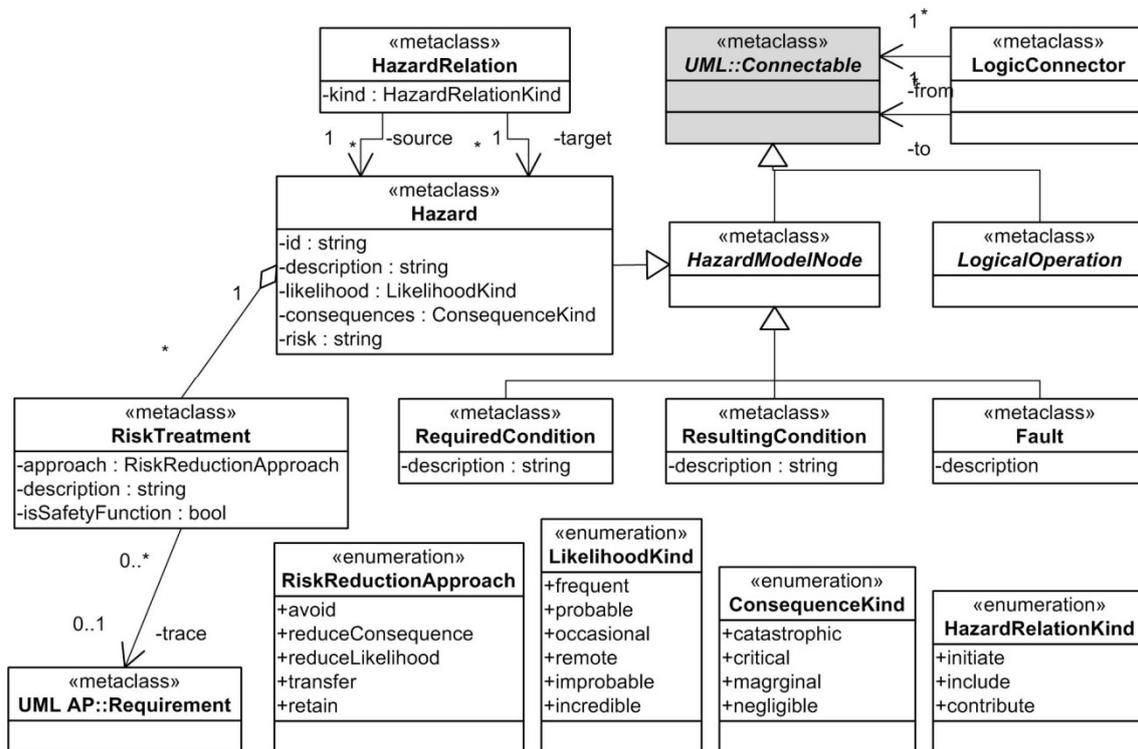 «metaclass»
HazardRelation
-kind : HazardRelationKind
1
*
-source
*
1
-target
«metaclass»
UML::Connectable
1
*
-from
1
*
-to
«metaclass»
LogicConnector
«metaclass»
Hazard
-id : string
-description : string
-likelihood : LikelihoodKind
-consequences : ConsequenceKind
-risk : string
«metaclass»
HazardModelNode
«metaclass»
LogicalOperation
1
*
«metaclass»
RiskTreatment
-approach : RiskReductionApproach
-description : string
-isSafetyFunction : bool
«metaclass»
RequiredCondition
-description : string
«metaclass»
ResultingCondition
-description : string
«metaclass»
Fault
-description
0..*
0..1
-trace
«metaclass»
UML AP::Requirement
«enumeration»
RiskReductionApproach
+avoid
+reduceConsequence
+reduceLikelihood
+transfer
+retain
«enumeration»
LikelihoodKind
+frequent
+probable
+occasional
+remote
+improbable
+incredible
«enumeration»
ConsequenceKind
+catastrophic
+critical
+magrginal
+negligible
«enumeration»
HazardRelationKind
+initiate
+include
+contribute